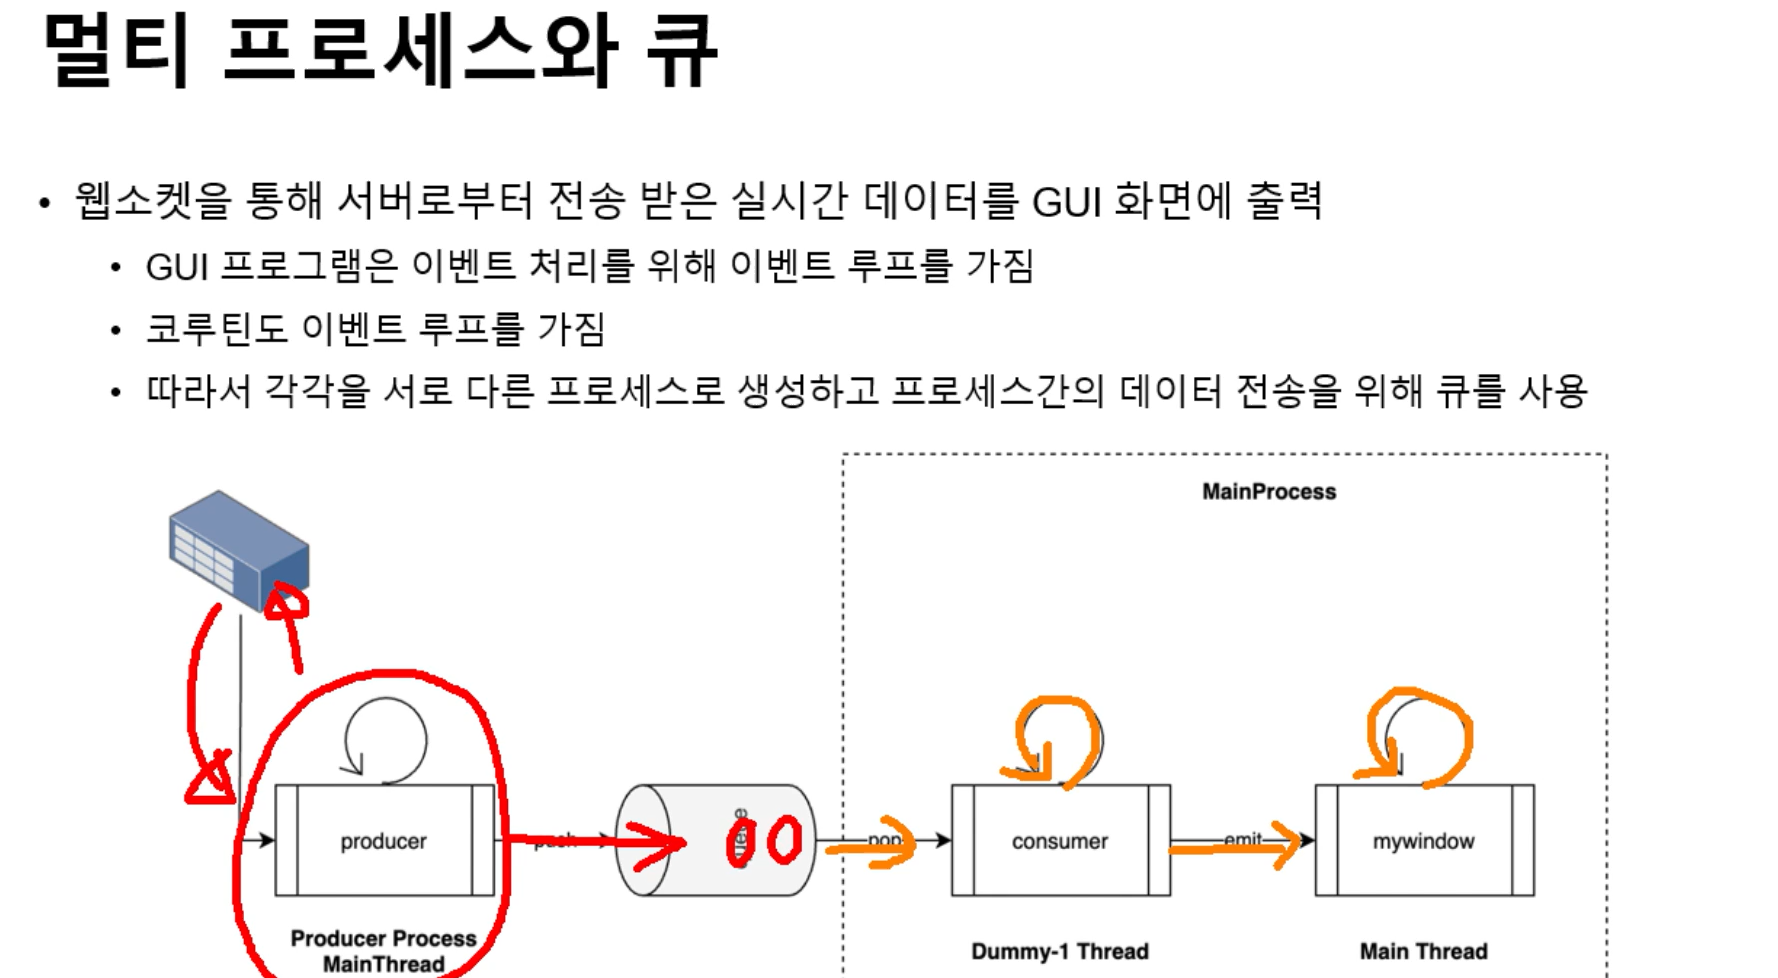 멀티 프로세스와 큐
• 웹소켓을 통해 서버로부터 전송 받은 실시간 데이터를 GUI 화면에 출력
• GUI 프로그램은 이벤트 처리를 위해 이벤트 루프를 가짐
• 코루틴도 이벤트 루프를 가짐
• 따라서 각각을 서로 다른 프로세스로 생성하고 프로세스간의 데이터 전송을 위해 큐를 사용
MainProcess
producer
push
queue
pop
consumer
emit
mywindow
Producer Process
MainThread
Dummy-1 Thread
Main Thread